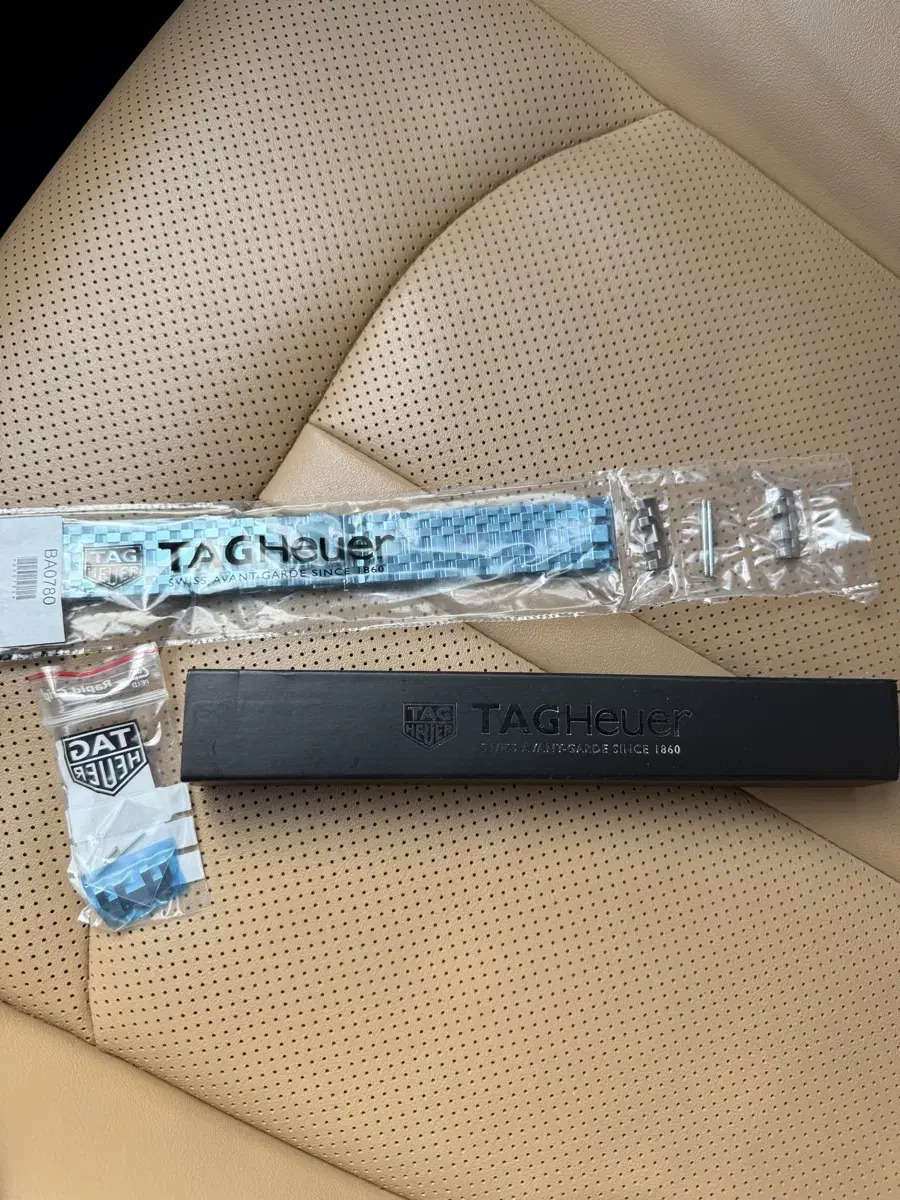 BA0780
TAG
HEUER
TAGHeuer
SWISS AVANT-GARDE SINCE 1860
TAG
HEUER
TAG
HEUER
TAGHeuer
SWISS AVANT-GARDE SINCE 1860